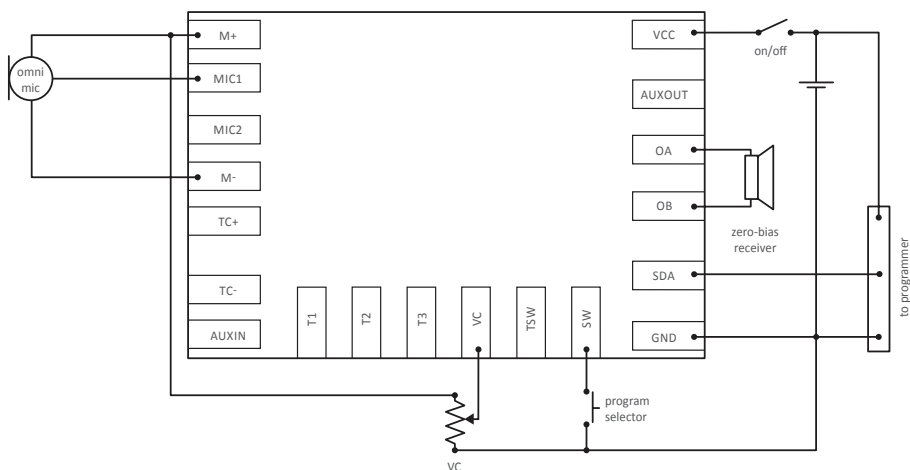 M+
MIC1
MIC2
M-
TC+
TC-
AUXIN
omni
mic
T1
T2
T3
VC
TSW
SW
VCC
AUXOUT
OA
OB
SDA
GND
on/off
zero-bias
receiver
to programmer
program
selector
VC